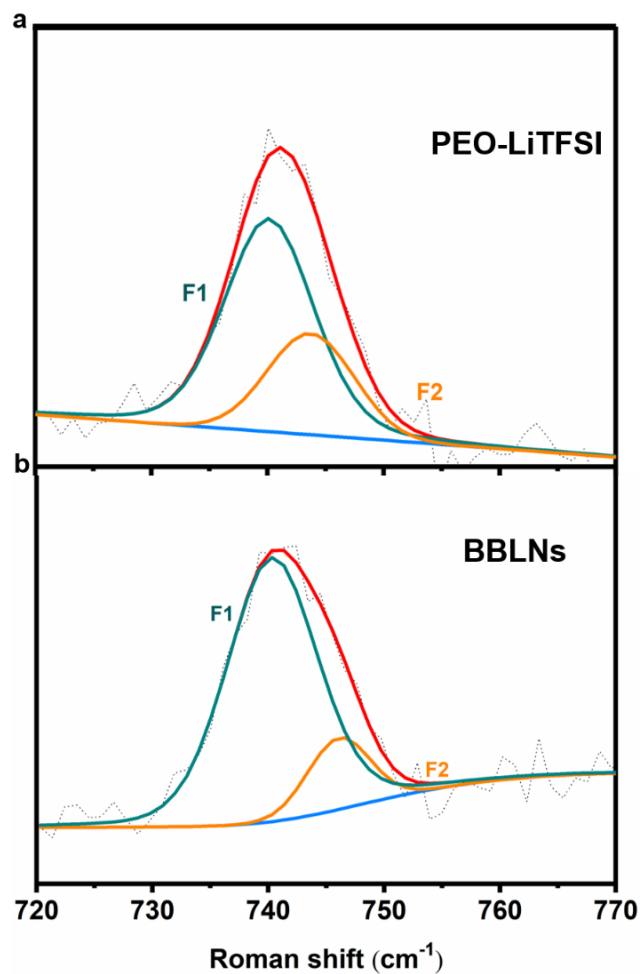 a
PEO-LiTFSI
F1
F2
b
BBLNs
F1
F2
720 730 740 750 760 770
Roman shift (cm⁻¹)